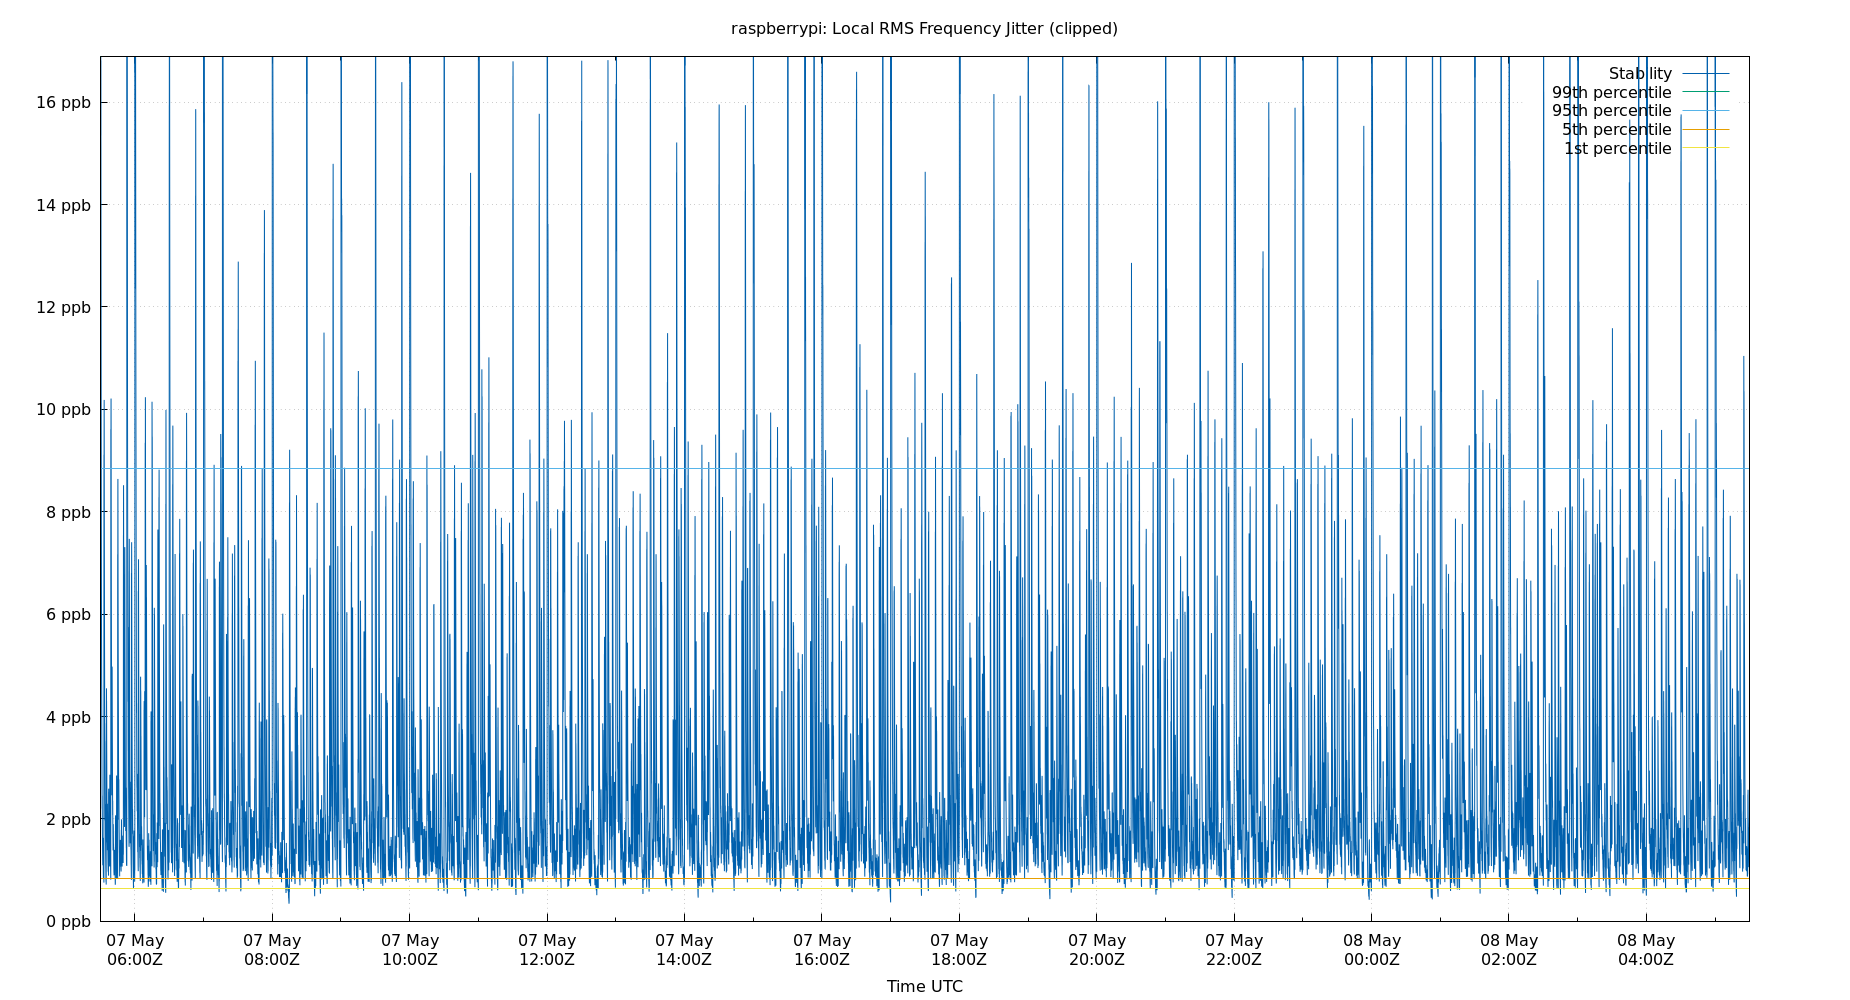 raspberrypi: Local RMS Frequency Jitter (clipped)
Stability
99th percentile
95th percentile
5th percentile
1st percentile
16 ppb
14 ppb
12 ppb
10 ppb
8 ppb
6 ppb
4 ppb
2 ppb
0 ppb
07 May 07 May 07 May 07 May 07 May 07 May 07 May 07 May 07 May 08 May 08 May 08 May
06:00Z 08:00Z 10:00Z 12:00Z 14:00Z 16:00Z 18:00Z 20:00Z 22:00Z 00:00Z 02:00Z 04:00Z
Time UTC